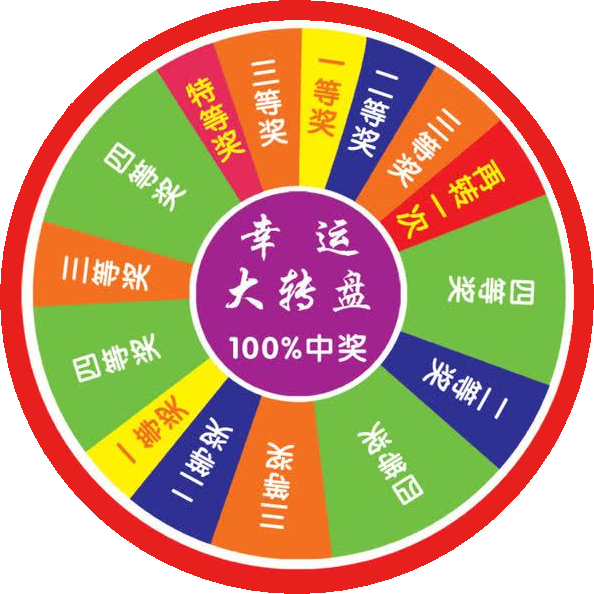 幸运
大转盘
100%中奖
一等奖
二等奖
三等奖
再转一次
四等奖
二等奖
四等奖
三等奖
二等奖
一等奖
四等奖
三等奖
四等奖
特等奖
三等奖